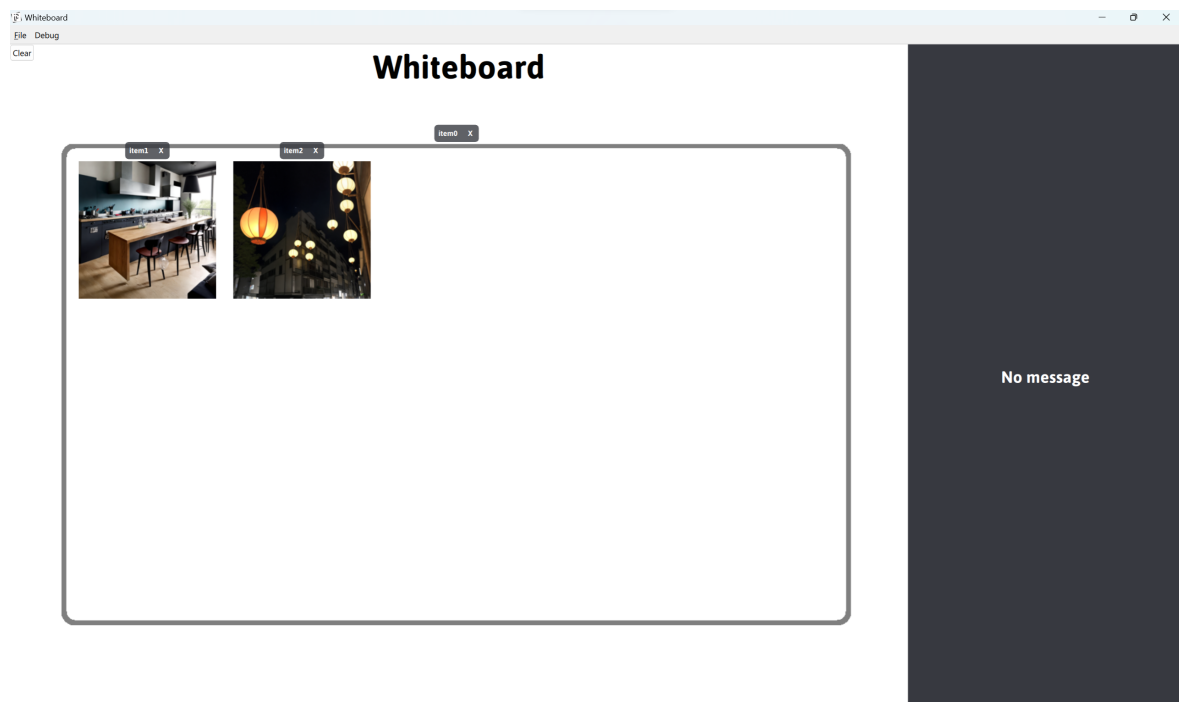 Whiteboard
File Debug
Clear
Whiteboard
item0 X
item1 X
item2 X
No message